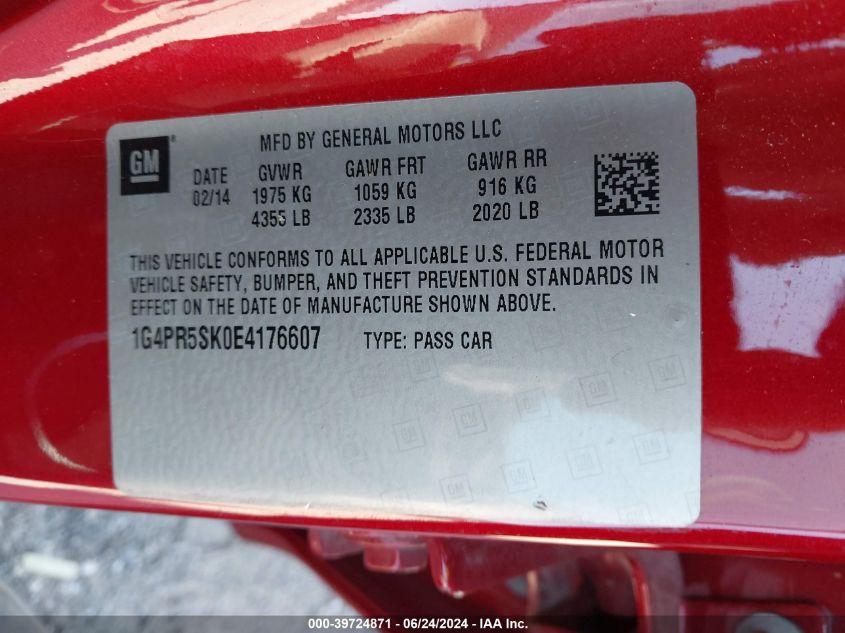 MFD BY GENERAL MOTORS LLC
GM
DATE GVWR GAWR FRT GAWR RR
02/14 1975 KG 1059 KG 916 KG
4355 LB 2335 LB 2020 LB
THIS VEHICLE CONFORMS TO ALL APPLICABLE U.S. FEDERAL MOTOR
VEHICLE SAFETY, BUMPER, AND THEFT PREVENTION STANDARDS IN
EFFECT ON THE DATE OF MANUFACTURE SHOWN ABOVE.
1G4PR5SK0E4176607 TYPE: PASS CAR
000-39724871 / 06/24/2024 - IAA Inc.